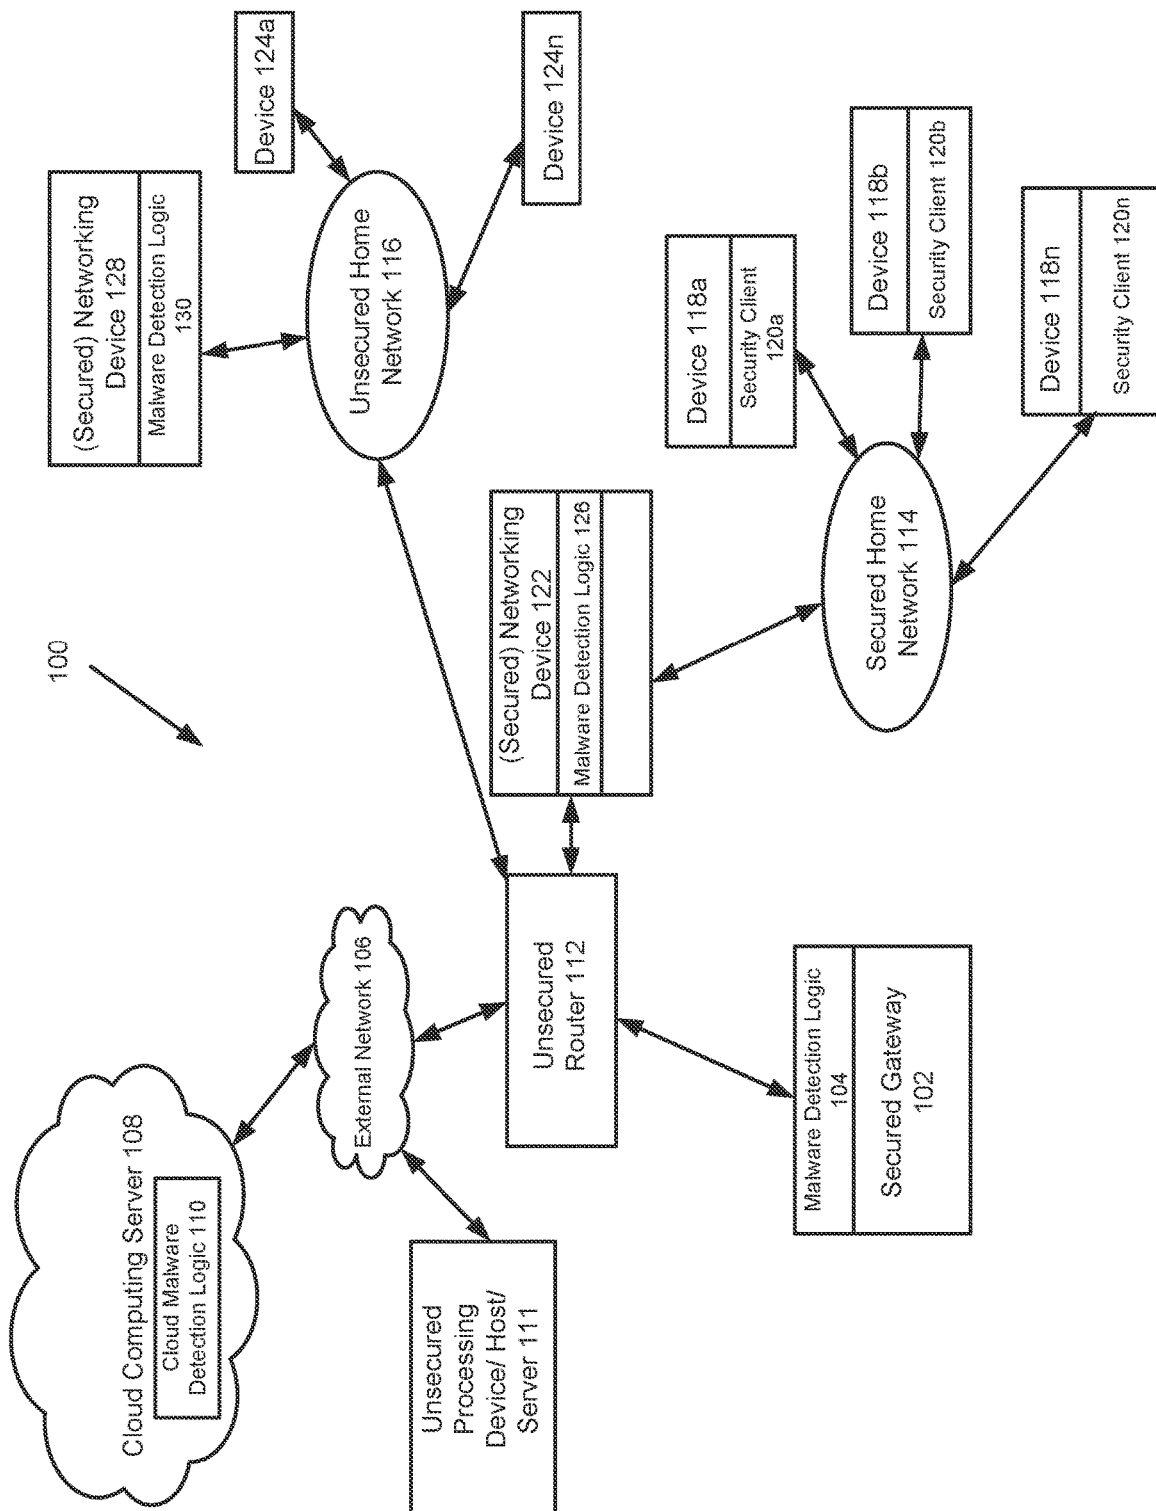 100
Cloud Computing Server 108
Cloud Malware
Detection Logic 110
External Network 106
Unsecured
Processing
Device/ Host/
Server 111
Unsecured
Router 112
Malware Detection Logic
104
Secured Gateway
102
(Secured) Networking
Device 122
Malware Detection Logic 126
(Secured) Networking
Device 128
Malware Detection Logic
130
Unsecured Home
Network 116
Device 124a
Device 124n
Secured Home
Network 114
Device 118a
Security Client
120a
Device 118b
Security Client 120b
Device 118n
Security Client 120n